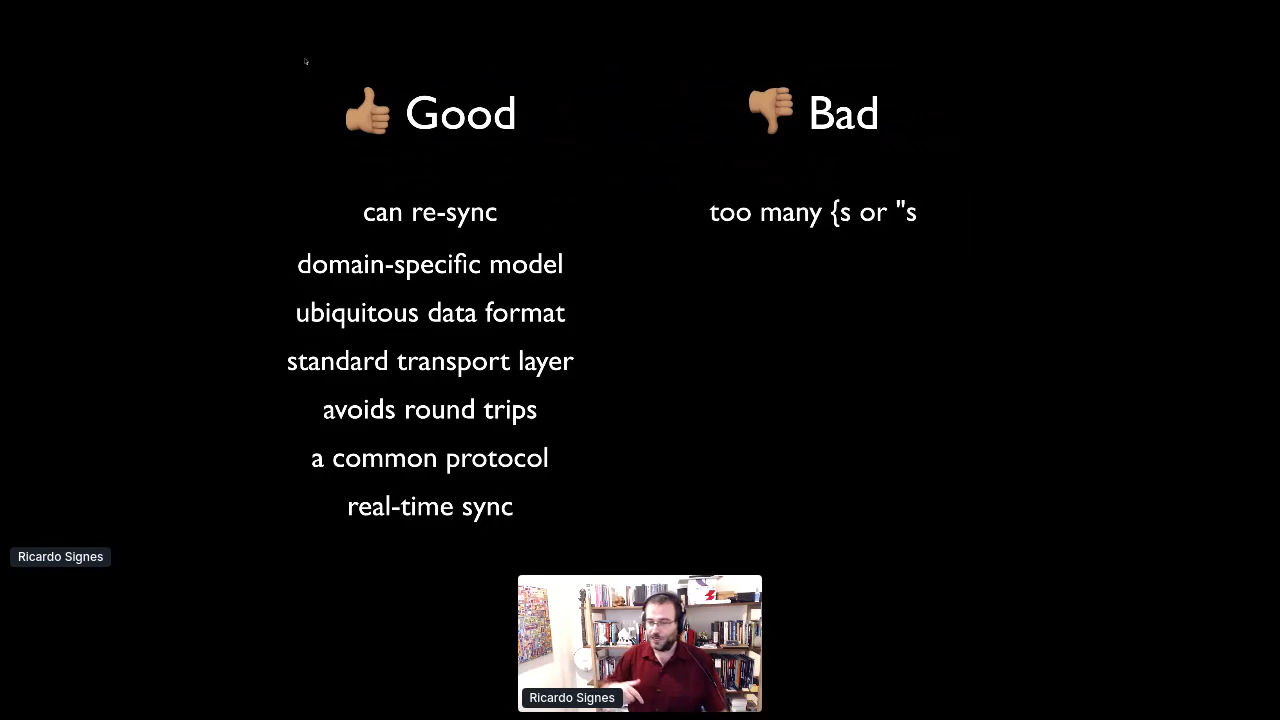 👍🏽 Good
👎🏽 Bad
can re-sync
too many {s or "s
domain-specific model
ubiquitous data format
standard transport layer
avoids round trips
a common protocol
real-time sync
Ricardo Signes
Ricardo Signes